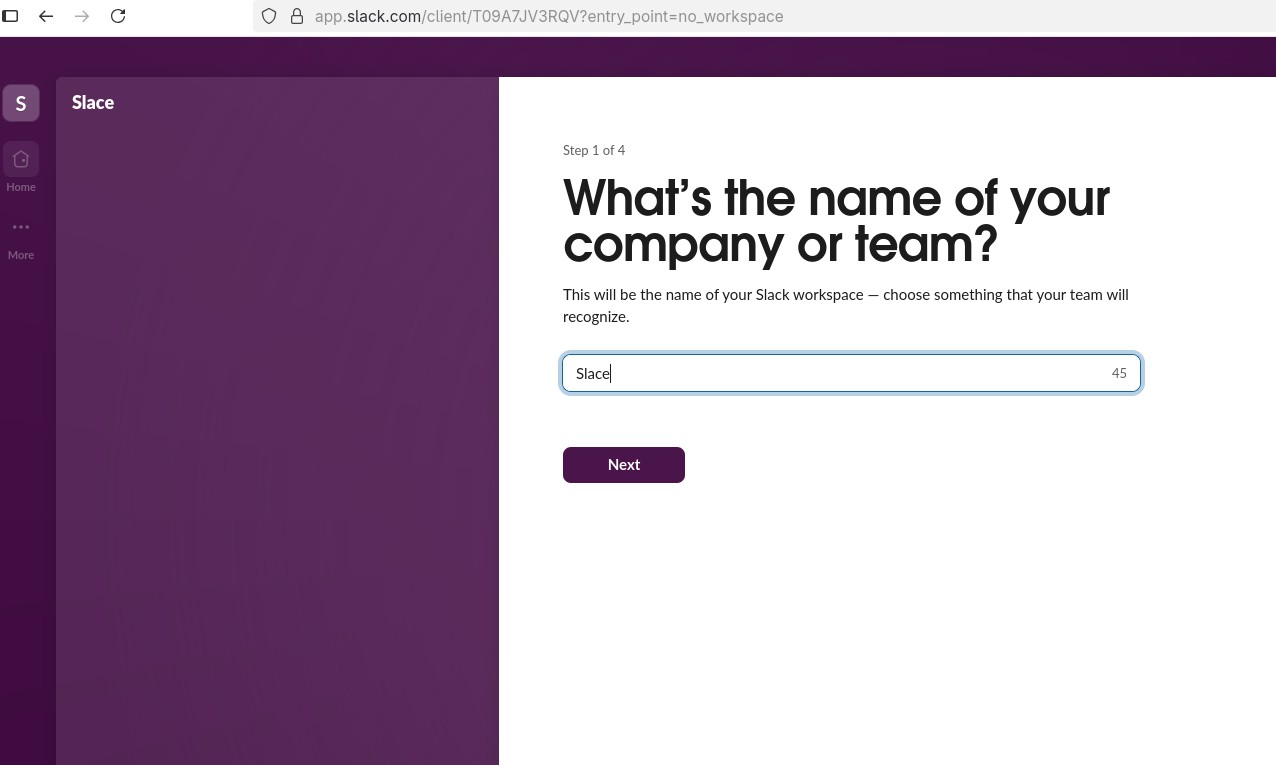 app.slack.com/client/T09A7JV3RQV?entry_point=no_workspace
S
Home
More
Slace
Step 1 of 4
What's the name of your
company or team?
This will be the name of your Slack workspace — choose something that your team will
recognize.
Slace 45
Next